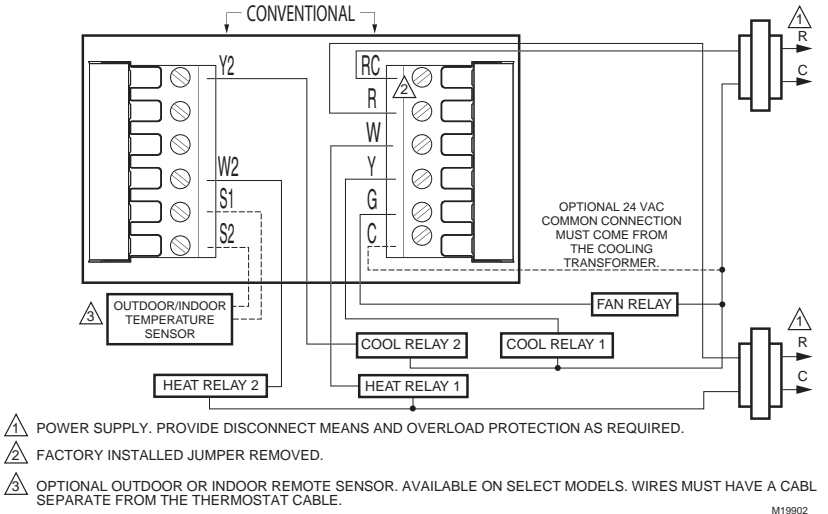 CONVENTIONAL
1
R
C
Y2
W2
S1
S2
RC
2
R
W
Y
G
C
OPTIONAL 24 VAC
COMMON CONNECTION
MUST COME FROM
THE COOLING
TRANSFORMER.
3
OUTDOOR/INDOOR
TEMPERATURE
SENSOR
FAN RELAY
COOL RELAY 2
COOL RELAY 1
HEAT RELAY 2
HEAT RELAY 1
1
R
C
1 POWER SUPPLY. PROVIDE DISCONNECT MEANS AND OVERLOAD PROTECTION AS REQUIRED.
2 FACTORY INSTALLED JUMPER REMOVED.
3 OPTIONAL OUTDOOR OR INDOOR REMOTE SENSOR. AVAILABLE ON SELECT MODELS. WIRES MUST HAVE A CABL
SEPARATE FROM THE THERMOSTAT CABLE.
M19902